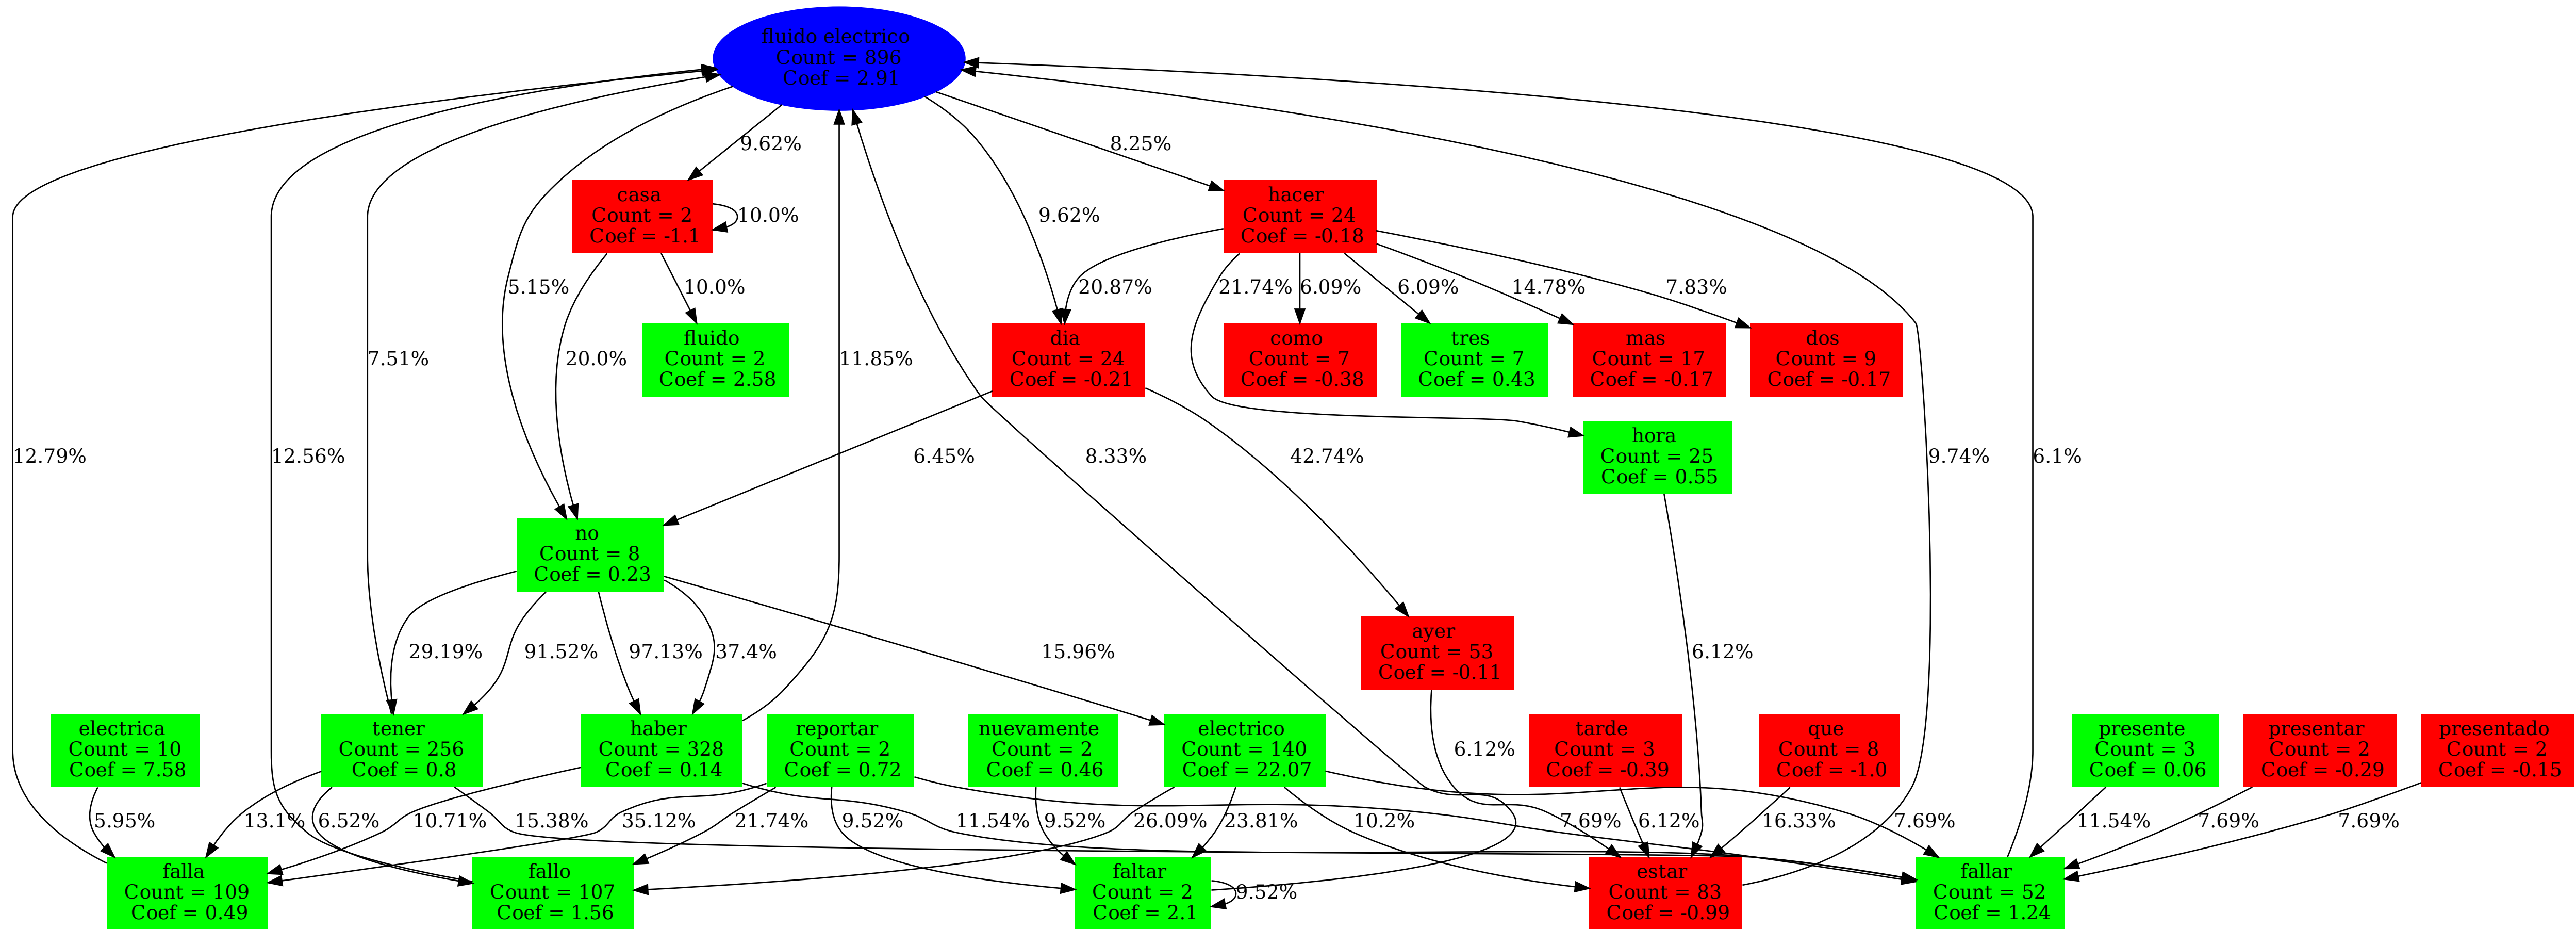 fluido electrico
Count = 896
Coef = 2.91
9.62%
8.25%
casa
Count = 2
Coef = -1.1
10.0%
9.62%
hacer
Count = 24
Coef = -0.18
5.15%
10.0%
20.87%
21.74%
6.09%
6.09%
14.78%
7.83%
7.51%
20.0%
fluido
Count = 2
Coef = 2.58
11.85%
dia
Count = 24
Coef = -0.21
como
Count = 7
Coef = -0.38
tres
Count = 7
Coef = 0.43
mas
Count = 17
Coef = -0.17
dos
Count = 9
Coef = -0.17
12.79%
12.56%
6.45%
8.33%
42.74%
hora
Count = 25
Coef = 0.55
9.74%
6.1%
no
Count = 8
Coef = 0.23
29.19%
91.52%
97.13%
37.4%
15.96%
ayer
Count = 53
Coef = -0.11
6.12%
electrica
Count = 10
Coef = 7.58
tener
Count = 256
Coef = 0.8
haber
Count = 328
Coef = 0.14
reportar
Count = 2
Coef = 0.72
nuevamente
Count = 2
Coef = 0.46
electrico
Count = 140
Coef = 22.07
6.12%
tarde
Count = 3
Coef = -0.39
que
Count = 8
Coef = -1.0
presente
Count = 3
Coef = 0.06
presentar
Count = 2
Coef = -0.29
presentado
Count = 2
Coef = -0.15
5.95%
13.1%
6.52%
10.71%
15.38%
35.12%
21.74%
9.52%
11.54%
9.52%
26.09%
23.81%
10.2%
7.69%
6.12%
16.33%
7.69%
11.54%
7.69%
7.69%
falla
Count = 109
Coef = 0.49
fallo
Count = 107
Coef = 1.56
faltar
Count = 2
Coef = 2.1
9.52%
estar
Count = 83
Coef = -0.99
fallar
Count = 52
Coef = 1.24